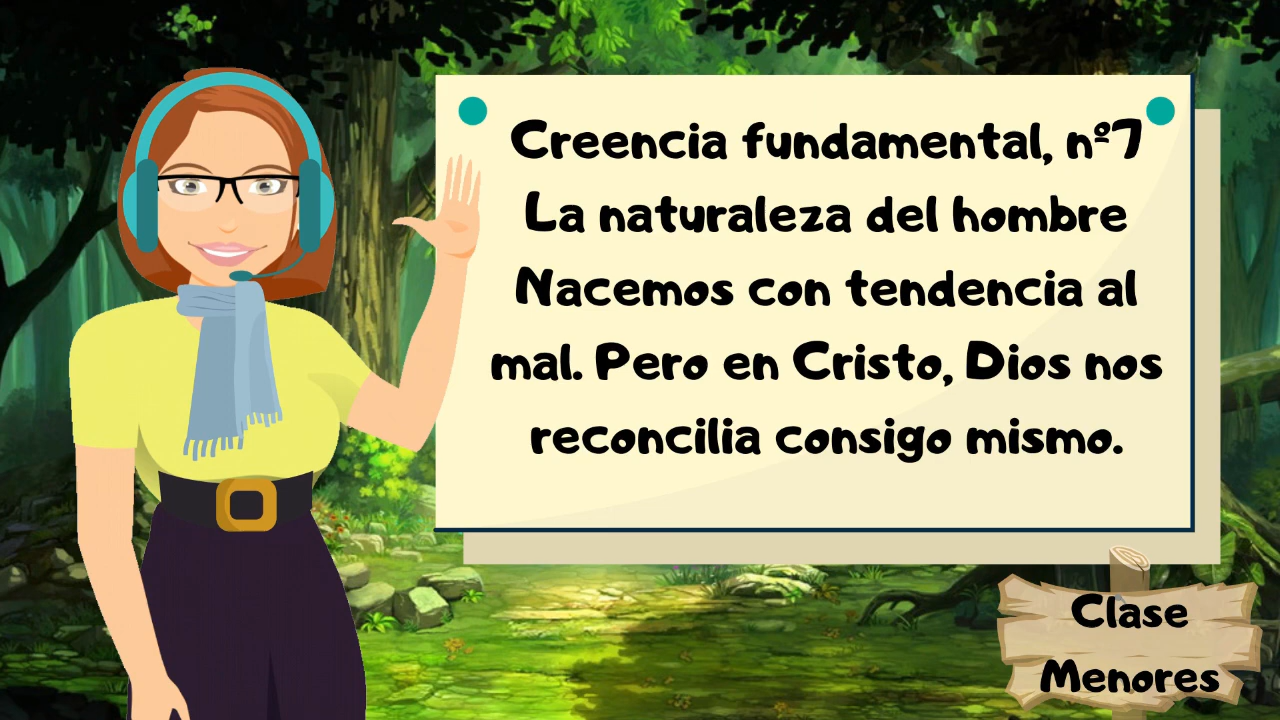 Creencia fundamental, nº7
La naturaleza del hombre
Nacemos con tendencia al
mal. Pero en Cristo, Dios nos
reconcilia consigo mismo.
Clase
Menores